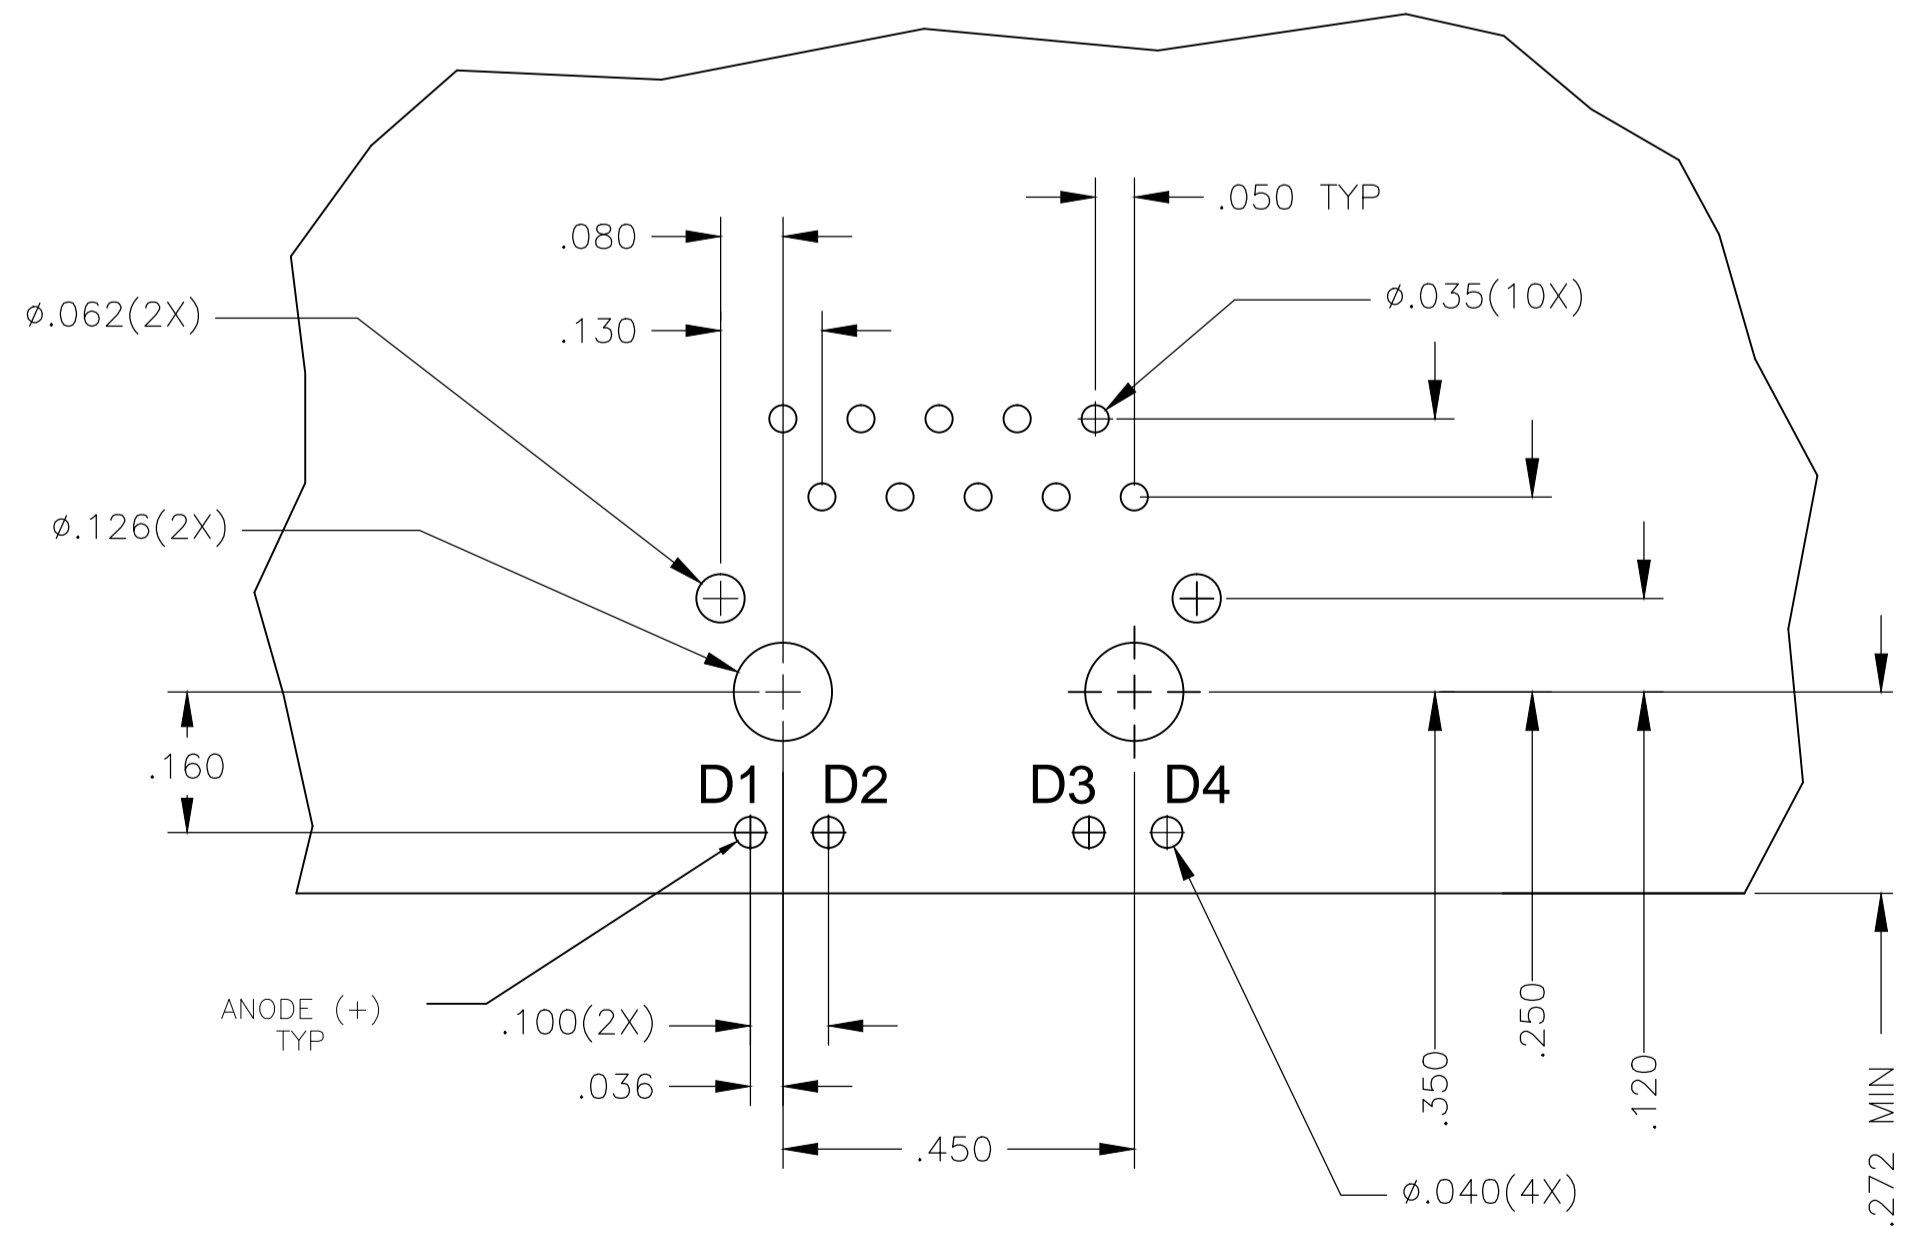 .050 TYP
.080
ø.035(10X)
ø.062(2X)
.130
ø.126(2X)
.160
D1
D2
D3
D4
ANODE (+)
TYP
.100(2X)
.036
.450
.350
.250
.120
.272 MIN
ø.040(4X)